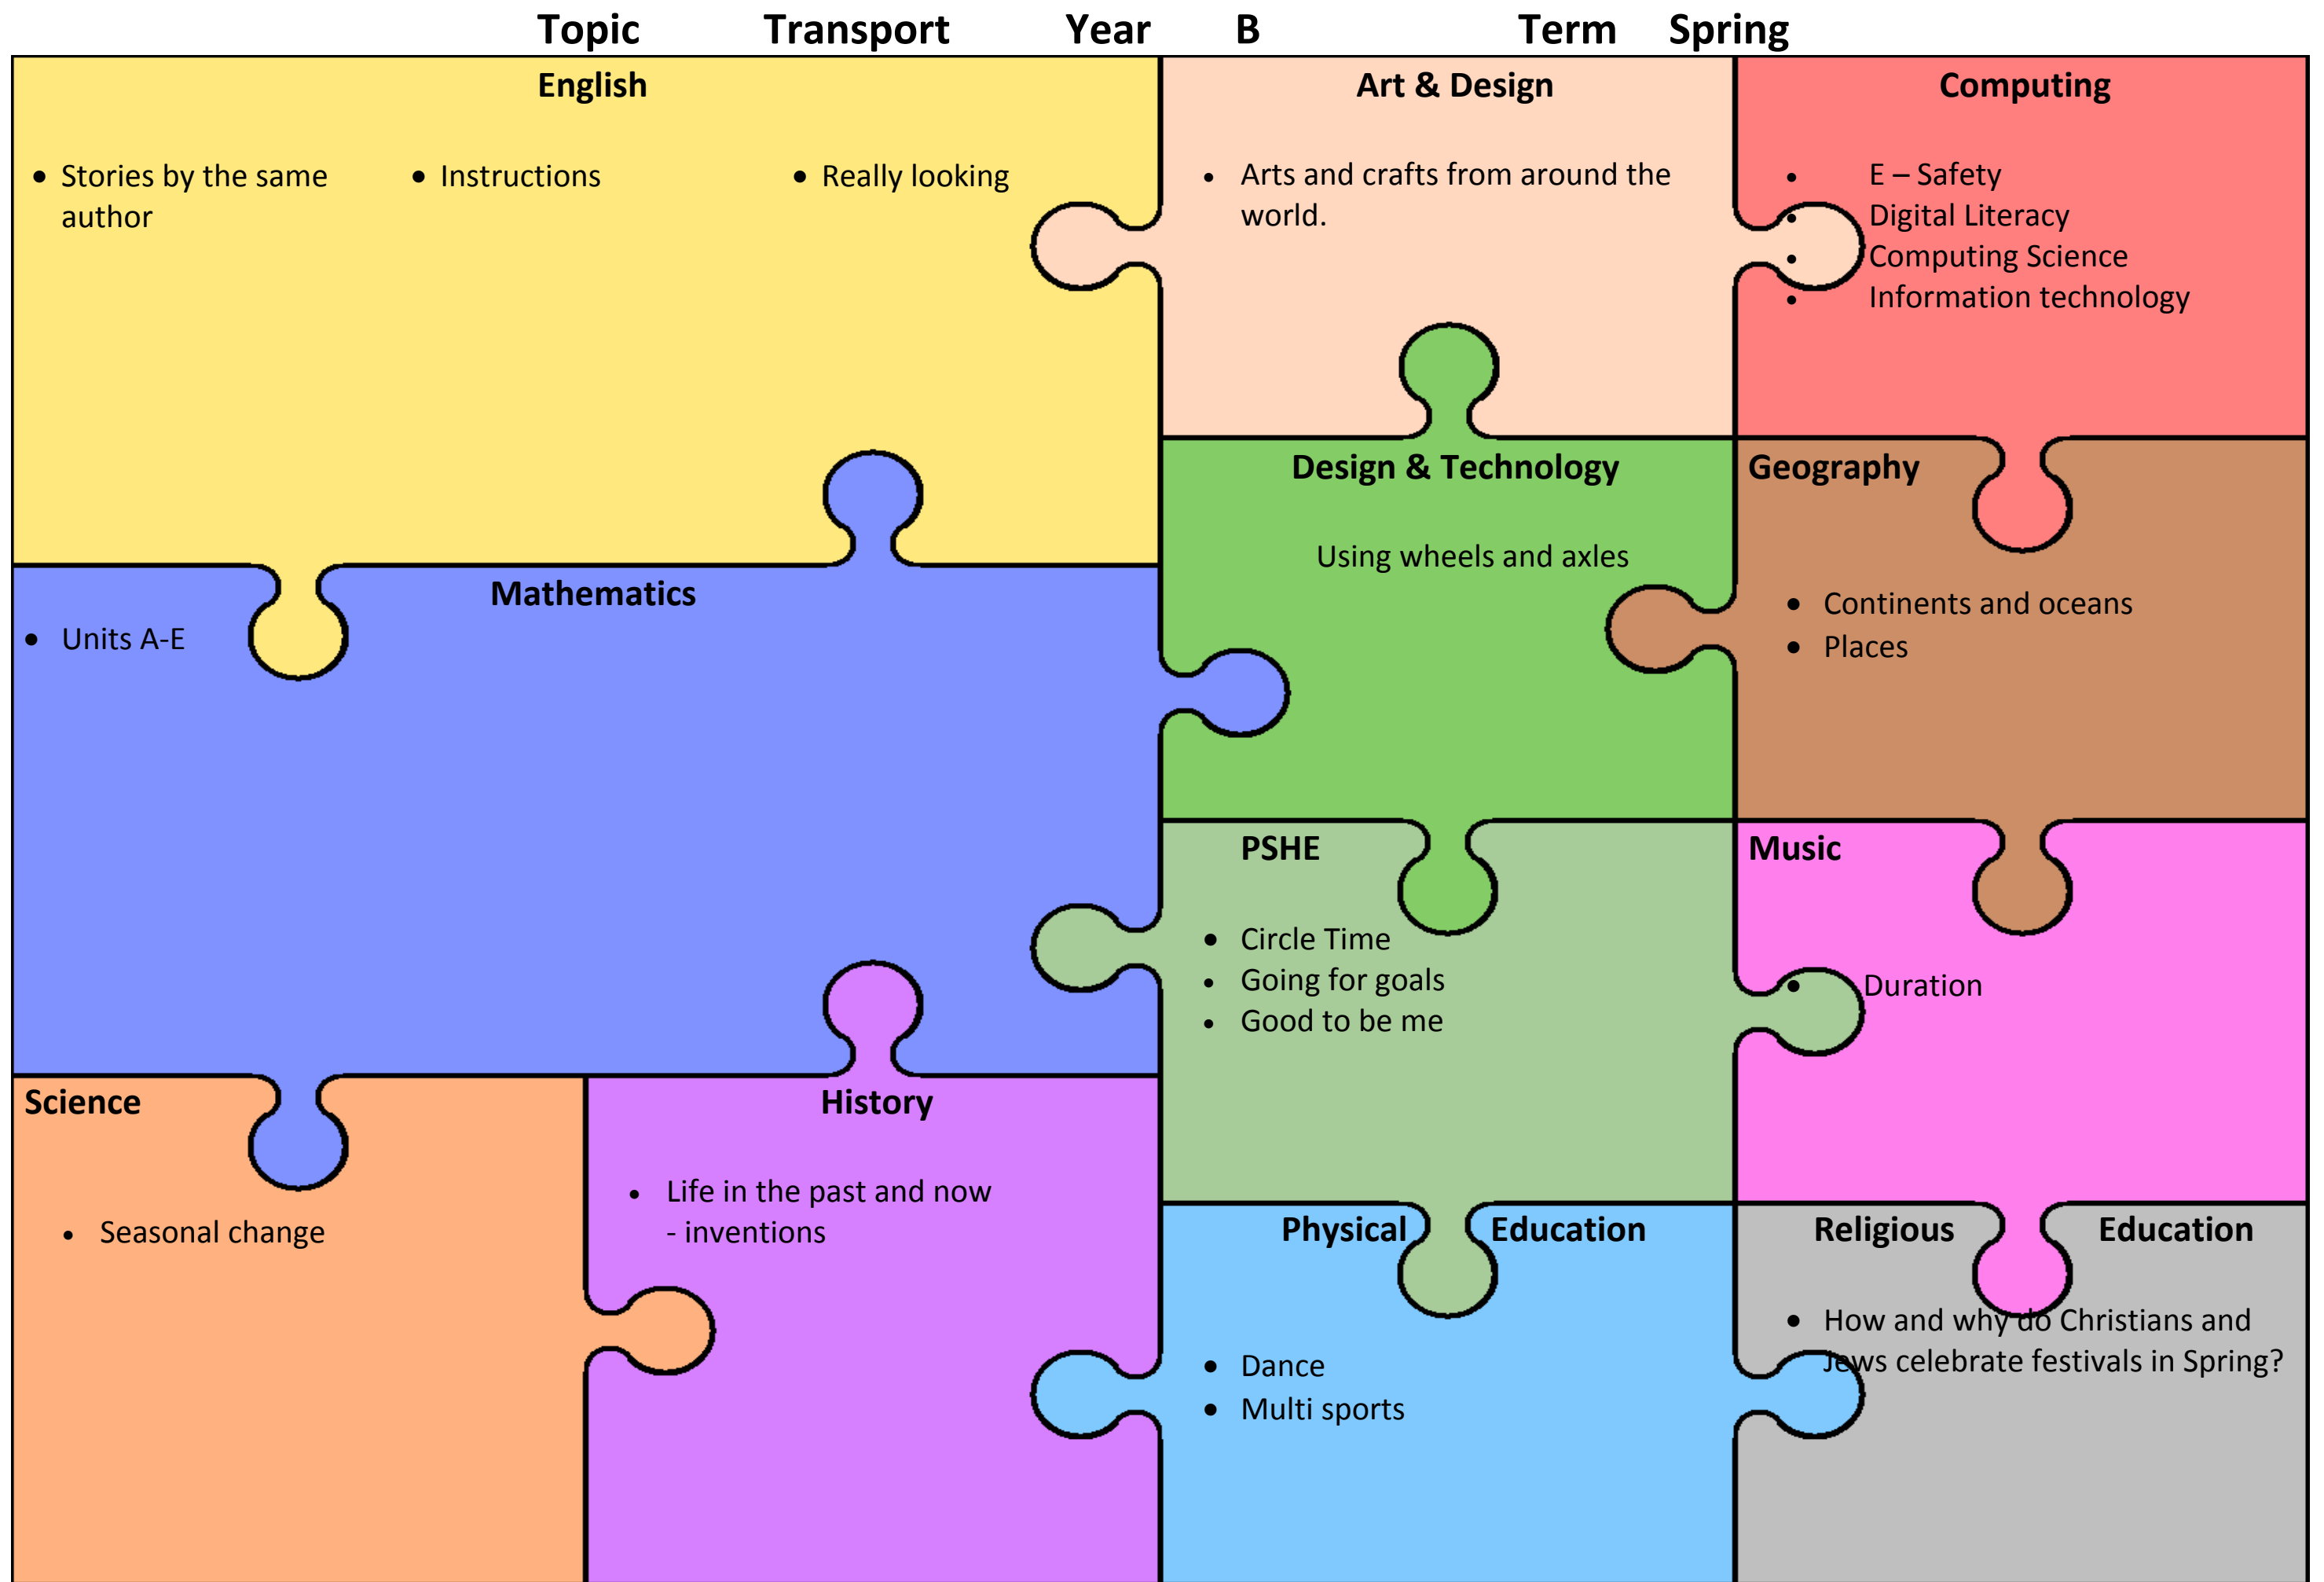 Topic Transport Year B Term Spring
English
• Stories by the same
author
• Instructions
• Really looking
Art & Design
• Arts and crafts from around the
world.
Computing
• E – Safety
• Digital Literacy
• Computing Science
• Information technology
Mathematics
• Units A-E
Design & Technology
Using wheels and axles
Geography
• Continents and oceans
• Places
PSHE
• Circle Time
• Going for goals
• Good to be me
Music
• Duration
Science
• Seasonal change
History
• Life in the past and now
- inventions
Physical Education
• Dance
• Multi sports
Religious Education
• How and why do Christians and
Jews celebrate festivals in Spring?